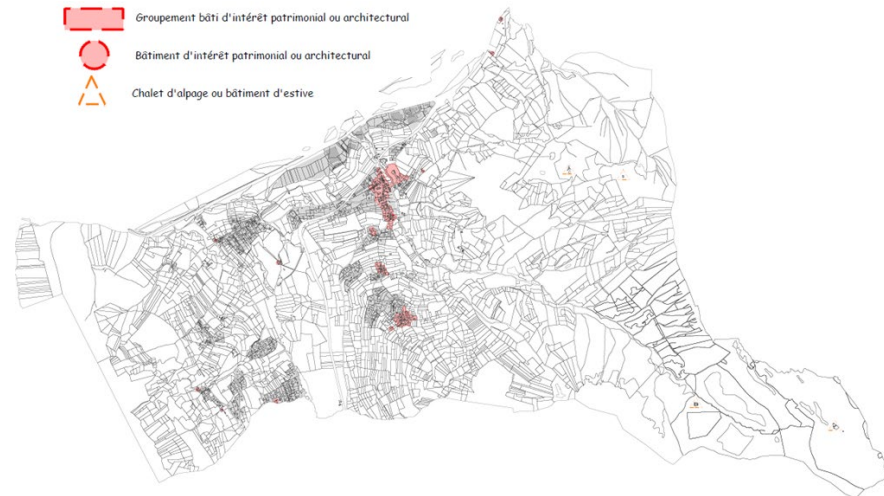 Groupement bâti d'intérêt patrimonial ou architectural
Bâtiment d'intérêt patrimonial ou architectural
Chalet d'alpage ou bâtiment d'estive